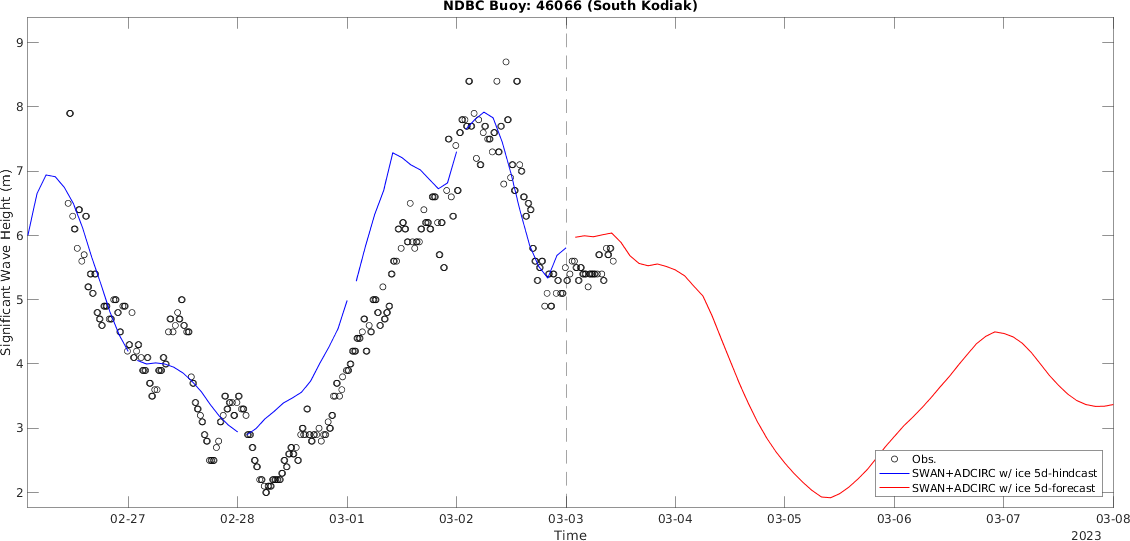 NDBC Buoy: 46066 (South Kodiak)
Significant Wave Height (m)
9
8
7
6
5
4
3
2
Obs.
SWAN+ADCIRC w/ ice 5d-hindcast
SWAN+ADCIRC w/ ice 5d-forecast
02-27 02-28 03-01 03-02 03-03 03-04 03-05 03-06 03-07 03-08
Time
2023